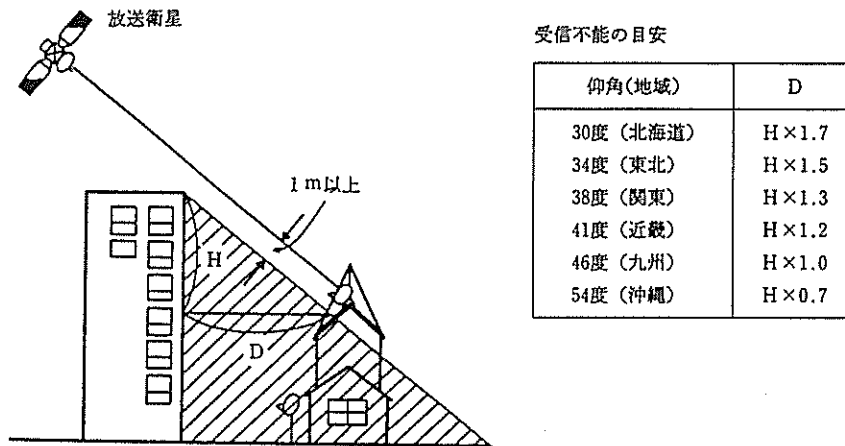 放送衛星
1m以上
H
D
受信不能の目安
仰角(地域) D
30度(北海道) H×1.7
34度(東北) H×1.5
38度(関東) H×1.3
41度(近畿) H×1.2
46度(九州) H×1.0
54度(沖縄) H×0.7